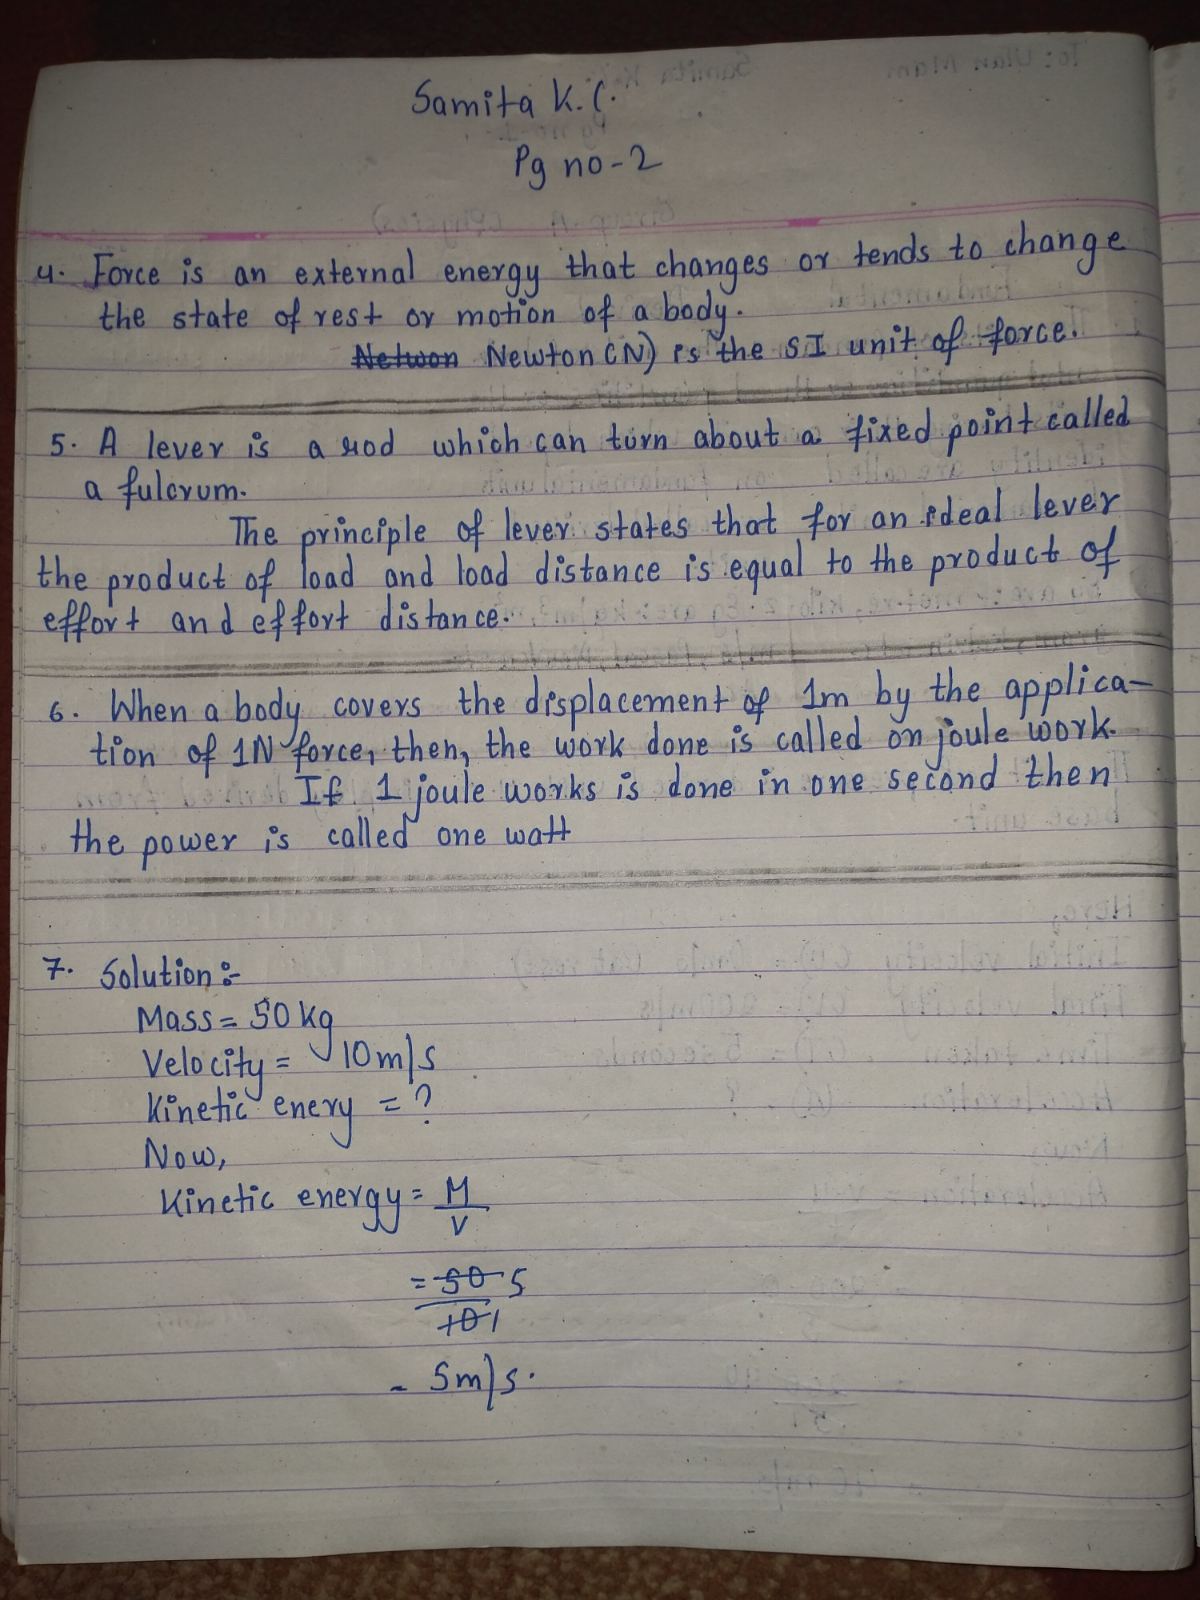 Samita K.C.
Pg no-2
4. Force is an external energy that changes or tends to change
the state of rest or motion of a body.
Netwon Newton (N) is the SI unit of force.
5. A lever is a rod which can turn about a fixed point called
a fulcrum.
The principle of lever states that for an ideal lever
the product of load and load distance is equal to the product of
effort and effort distance.
6. When a body covers the displacement of 1m by the applica-
tion of 1N force, then, the work done is called on joule work.
If 1 joule works is done in one second then
the power is called one watt
7. Solution:-
Mass = 50 kg
Velocity = 10m/s
Kinetic enery = ?
Now,
Kinetic energy = M
V
= 50 5
10 1
= 5m/s.